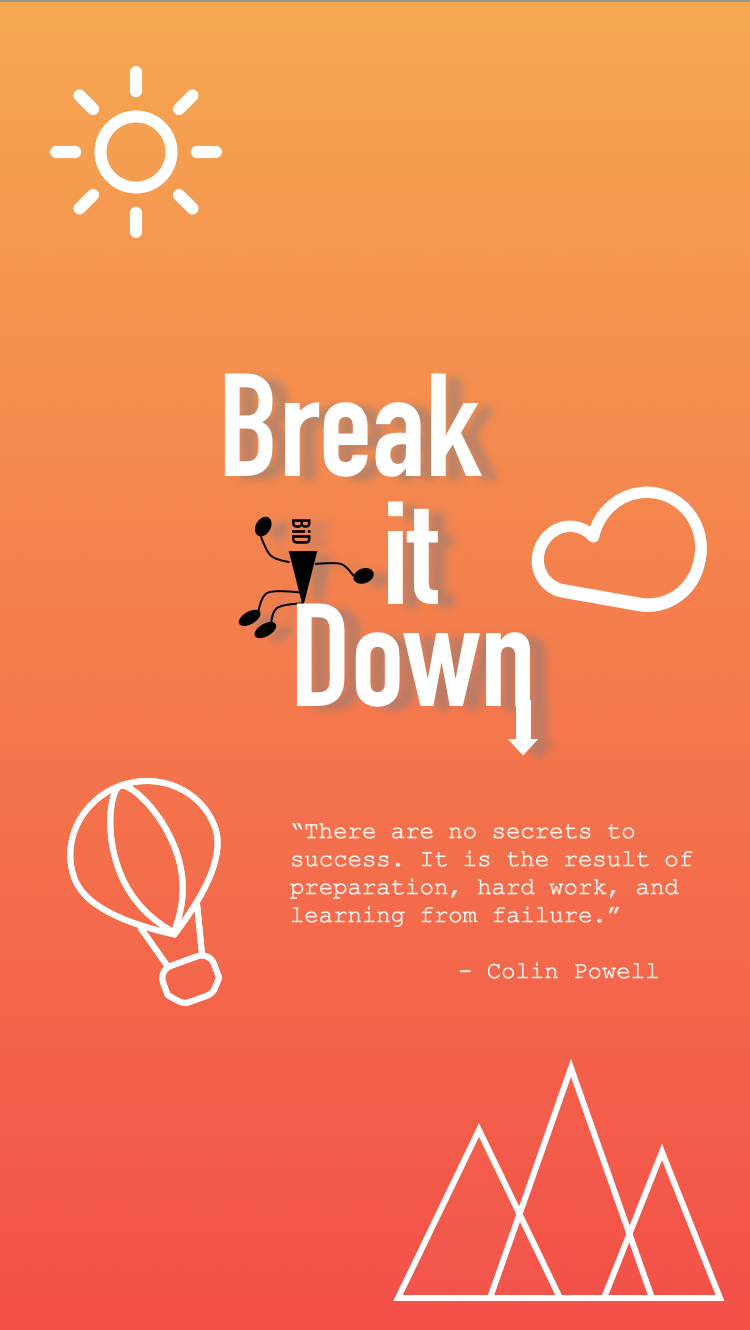 Break
it
BiD
Down
“There are no secrets to
success. It is the result of
preparation, hard work, and
learning from failure.”
- Colin Powell